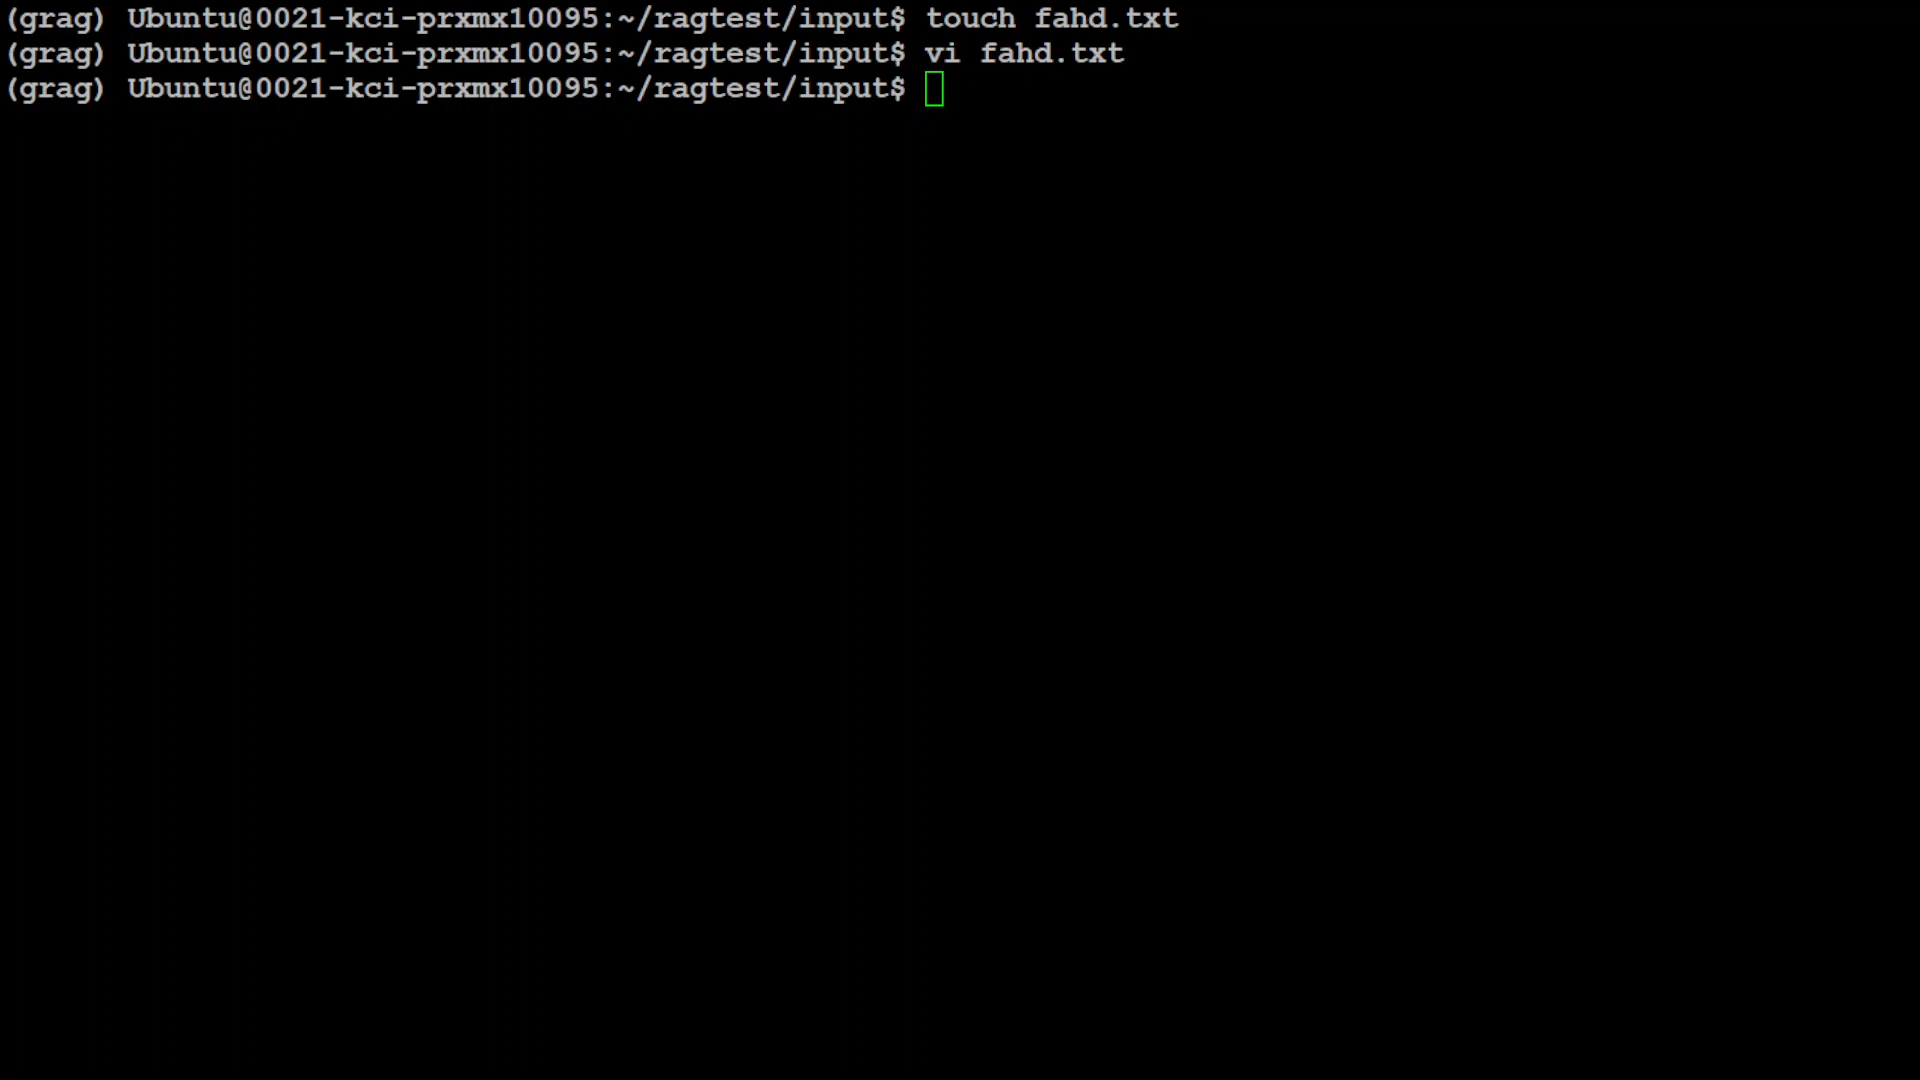 (grag) Ubuntu@0021-kci-prxmx10095:~/ragtest/input$ touch fahd.txt
(grag) Ubuntu@0021-kci-prxmx10095:~/ragtest/input$ vi fahd.txt
(grag) Ubuntu@0021-kci-prxmx10095:~/ragtest/input$